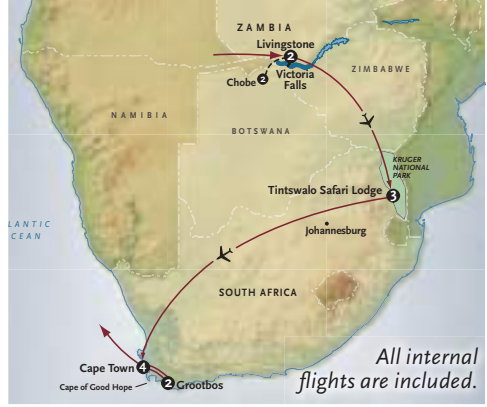 ZAMBIA
Livingstone
2
Victoria
Falls
Chobe 2
ZIMBABWE
NAMIBIA
BOTSWANA
KRUGER
NATIONAL
PARK
Tintswalo Safari Lodge
3
Johannesburg
LANTIC
CEAN
SOUTH AFRICA
Cape Town 4
Cape of Good Hope
2 Grootbos
All internal
flights are included.